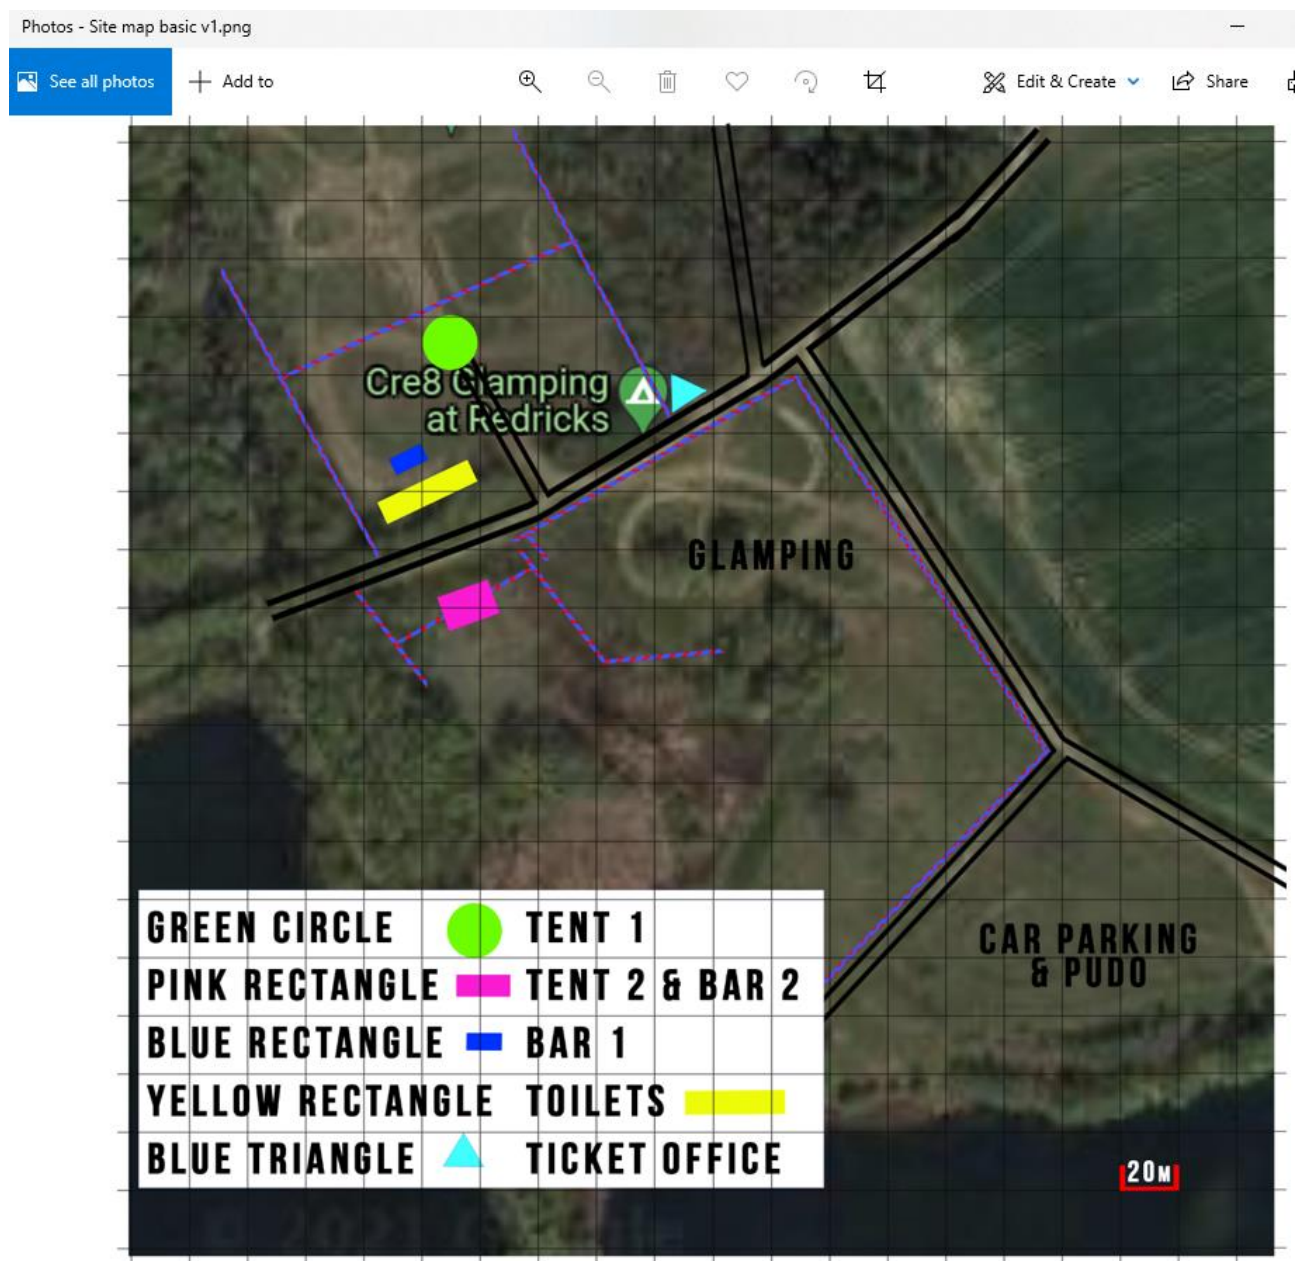 Photos - Site map basic v1.png
See all photos
Add to
Edit & Create
Share
Cre8 Glamping
at Redricks
GLAMPING
CAR PARKING
& PUDO
GREEN CIRCLE TENT 1
PINK RECTANGLE TENT 2 & BAR 2
BLUE RECTANGLE BAR 1
YELLOW RECTANGLE TOILETS
BLUE TRIANGLE TICKET OFFICE
20M